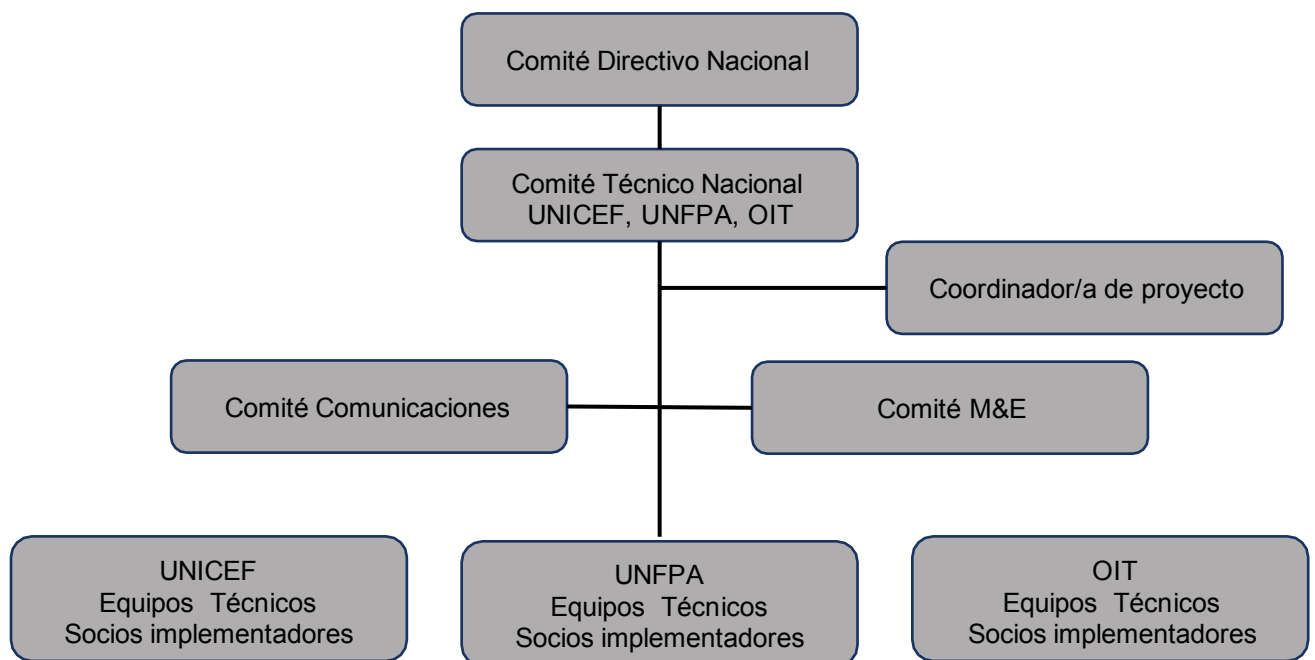 Comité Directivo Nacional
Comité Técnico Nacional
UNICEF, UNFPA, OIT
Coordinador/a de proyecto
Comité Comunicaciones
Comité M&E
UNICEF
Equipos Técnicos
Socios implementadores
UNFPA
Equipos Técnicos
Socios implementadores
OIT
Equipos Técnicos
Socios implementadores